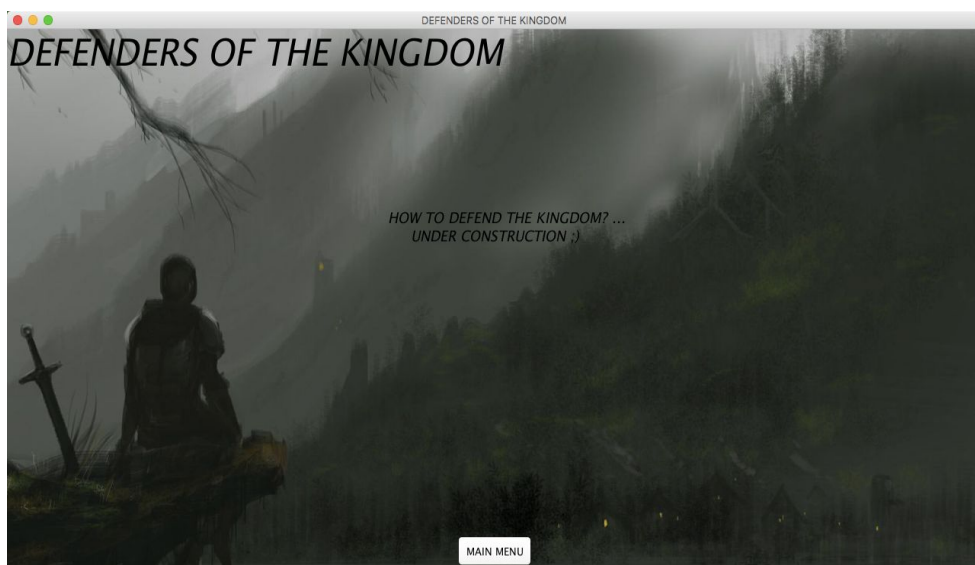 DEFENDERS OF THE KINGDOM
DEFENDERS OF THE KINGDOM
HOW TO DEFEND THE KINGDOM? ...
UNDER CONSTRUCTION ;)
MAIN MENU